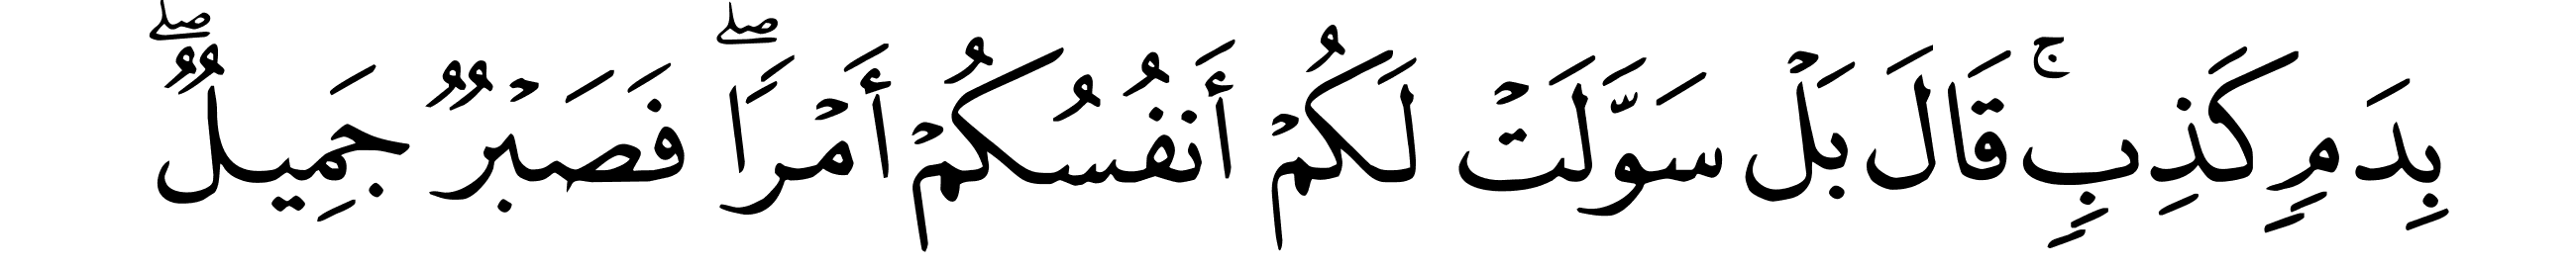 بِدَمٍ كَذِبٍ ۚ قَالَ بَلْ سَوَّلَتْ لَكُمْ أَنفُسُكُمْ أَمْرًا ۖ فَصَبْرٌ جَمِيلٌ ۖ